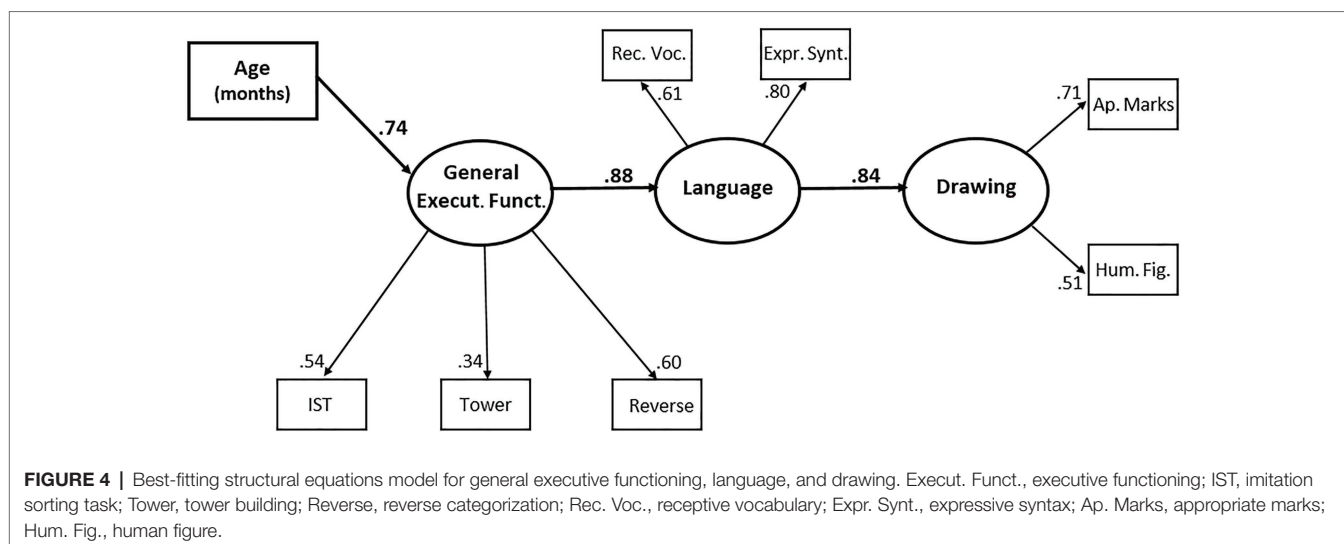 Age
(months)
.74
General
Execut. Funct.
.54
IST
.34
Tower
.60
Reverse
.88
Rec. Voc.
.61
Expr. Synt.
.80
Language
.84
Drawing
.71
Ap. Marks
.51
Hum. Fig.
FIGURE 4 | Best-fitting structural equations model for general executive functioning, language, and drawing. Execut. Funct., executive functioning; IST, imitation
sorting task; Tower, tower building; Reverse, reverse categorization; Rec. Voc., receptive vocabulary; Expr. Synt., expressive syntax; Ap. Marks, appropriate marks;
Hum. Fig., human figure.